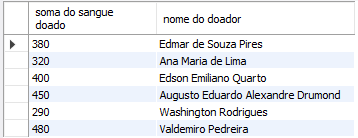 soma do sangue doado nome do doador
380 Edmar de Souza Pires
320 Ana Maria de Lima
400 Edson Emiliano Quarto
450 Augusto Eduardo Alexandre Drumond
290 Washington Rodrigues
480 Valdemiro Pedreira